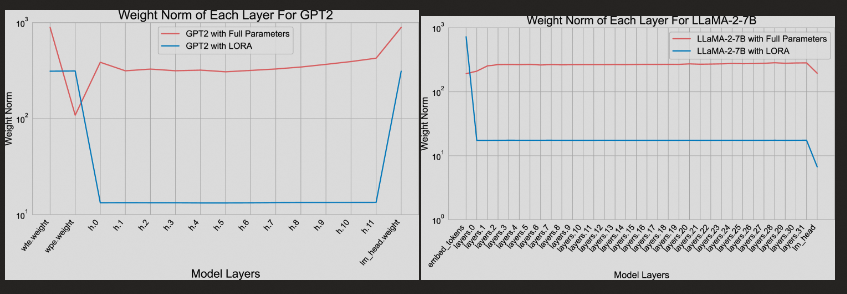 Weight Norm of Each Layer For GPT2
10³
10²
10¹
Weight Norm
GPT2 with Full Parameters
GPT2 with LORA
wte.weight
wpe.weight
h.0
h.1
h.2
h.3
h.4
h.5
h.6
h.7
h.8
h.9
h.10
h.11
lm_head.weight
Model Layers
Weight Norm of Each Layer For LLaMA-2-7B
10³
10²
10¹
10⁰
Weight Norm
LLaMA-2-7B with Full Parameters
LLaMA-2-7B with LORA
embed_tokens
layers.0
layers.1
layers.2
layers.3
layers.4
layers.5
layers.6
layers.7
layers.8
layers.9
layers.10
layers.11
layers.12
layers.13
layers.14
layers.15
layers.16
layers.17
layers.18
layers.19
layers.20
layers.21
layers.22
layers.23
layers.24
layers.25
layers.26
layers.27
layers.28
layers.29
layers.30
layers.31
lm_head
Model Layers